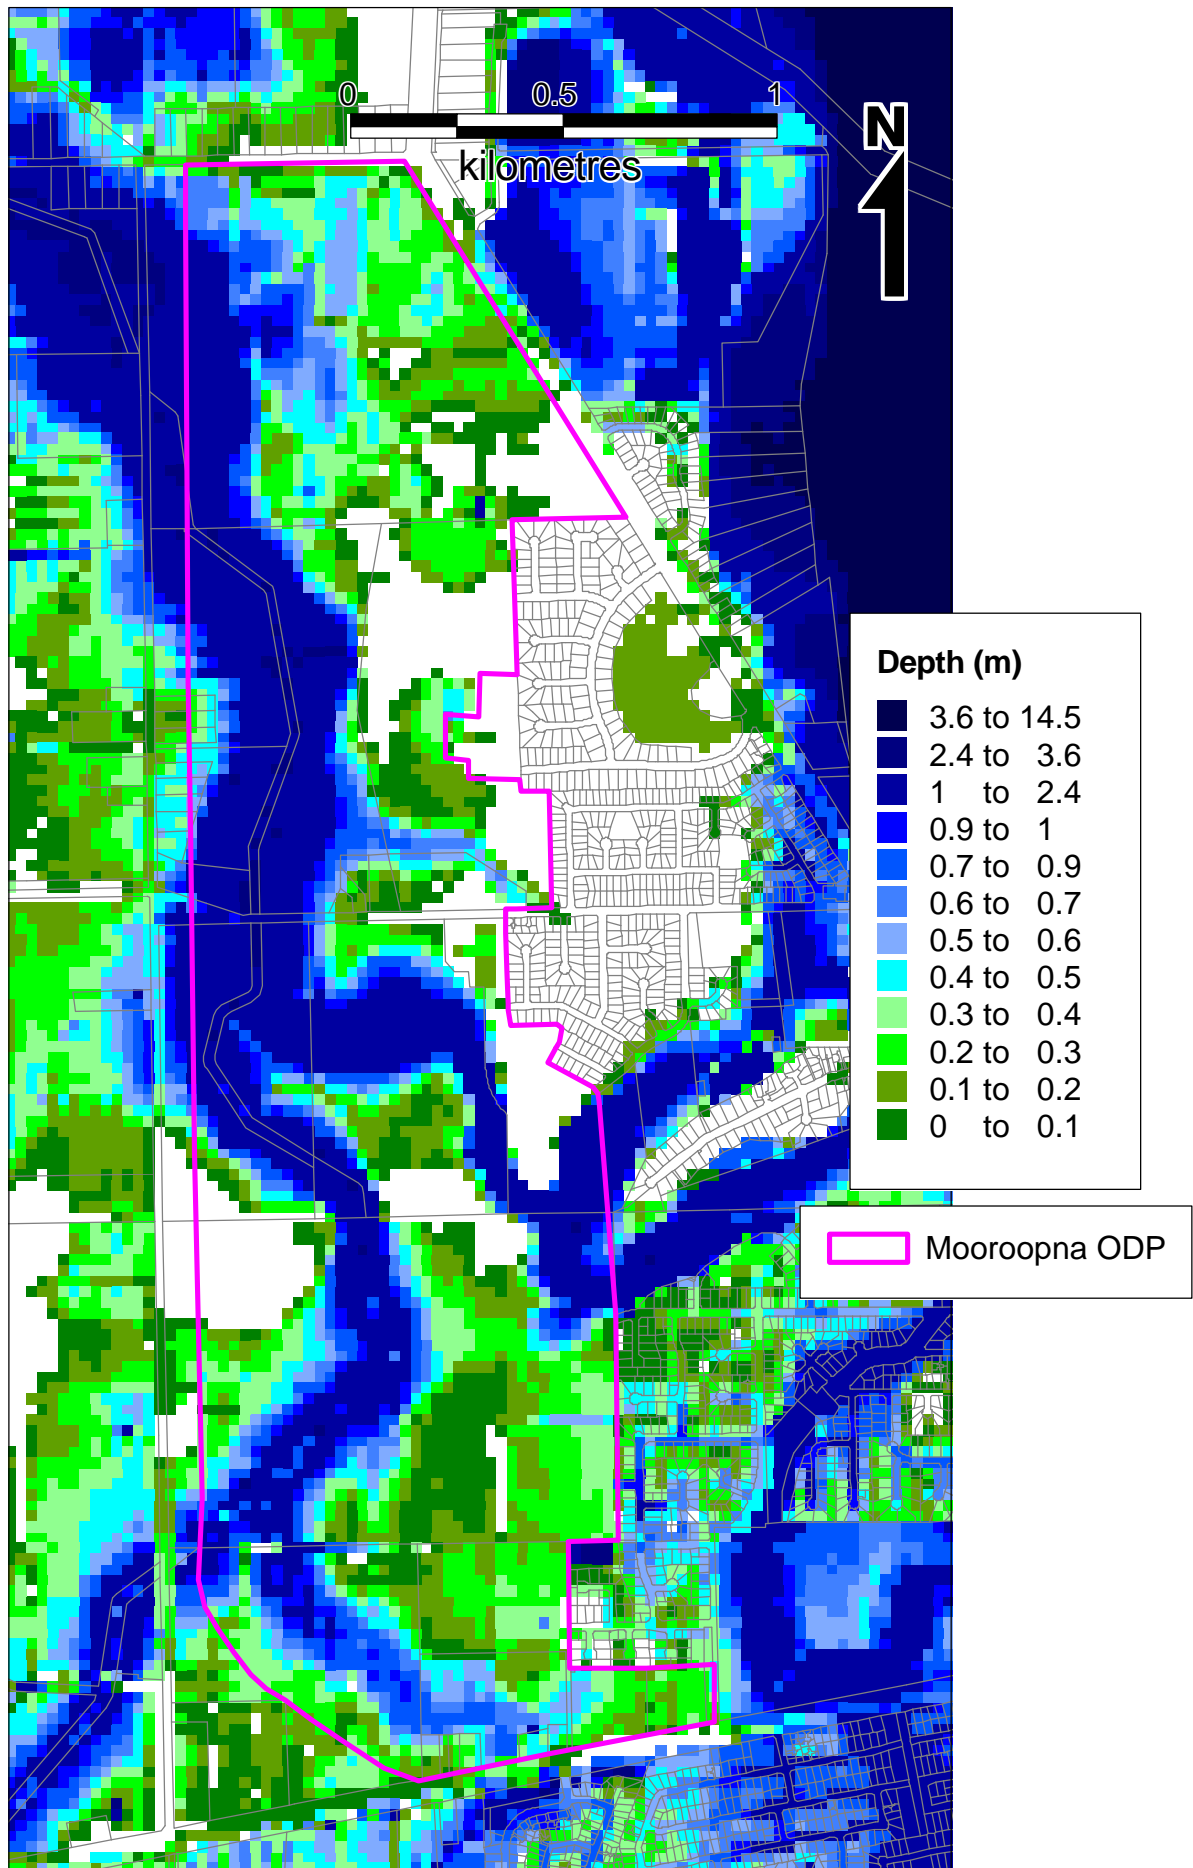 0 0.5 1
kilometres
N
Depth (m)
3.6 to 14.5
2.4 to 3.6
1 to 2.4
0.9 to 1
0.7 to 0.9
0.6 to 0.7
0.5 to 0.6
0.4 to 0.5
0.3 to 0.4
0.2 to 0.3
0.1 to 0.2
0 to 0.1
Mooroopna ODP